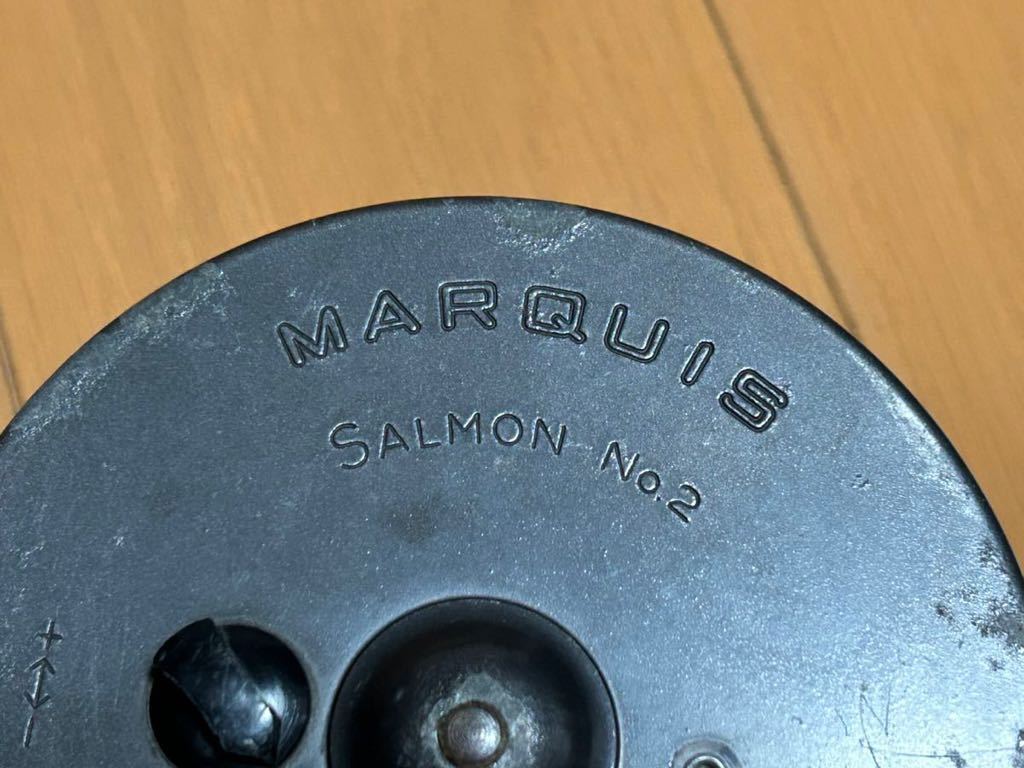 MARQUIS
SALMON No.2
+
-